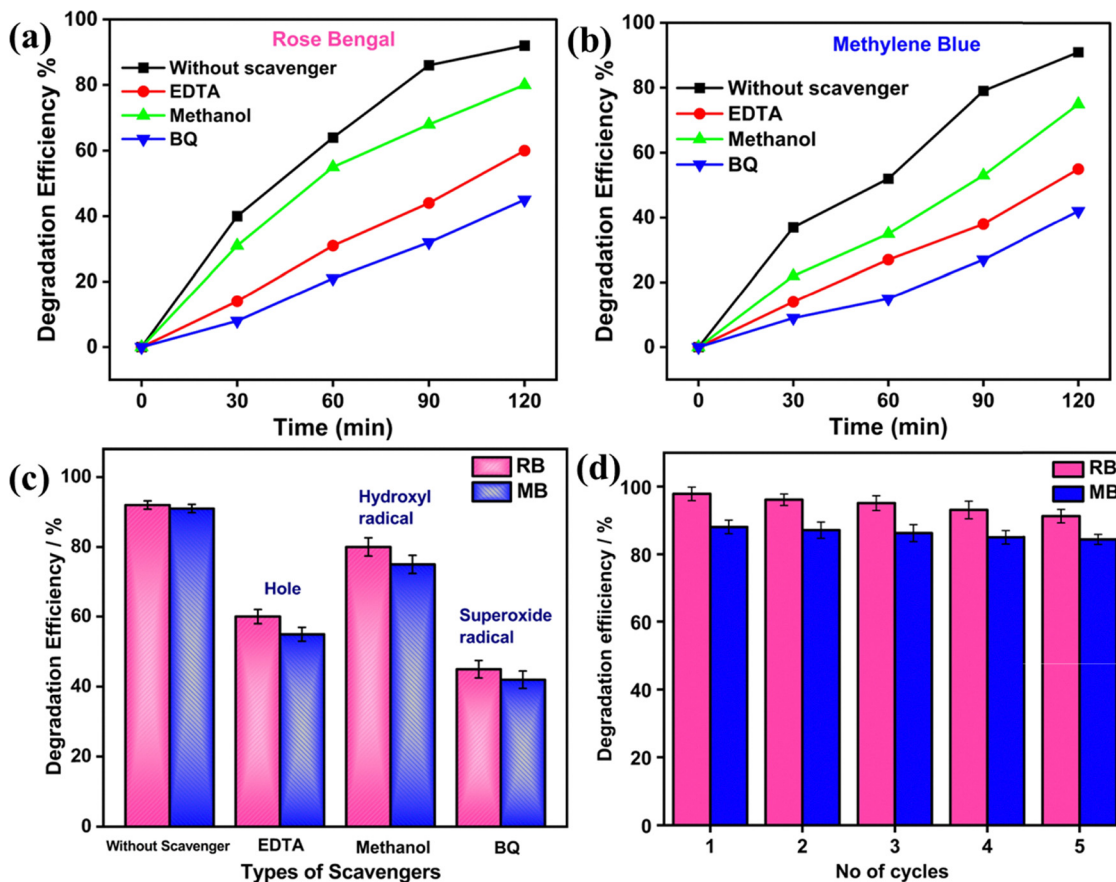 (a)
Rose Bengal
Without scavenger
EDTA
Methanol
BQ
Degradation Efficiency %
100
80
60
40
20
0
0 30 60 90 120
Time (min)
(b)
Methylene Blue
Without scavenger
EDTA
Methanol
BQ
Degradation Efficiency %
100
80
60
40
20
0
0 30 60 90 120
Time (min)
(c)
RB
MB
Hydroxyl
radical
Hole
Superoxide
radical
Degradation Efficiency / %
100
80
60
40
20
0
Without Scavenger EDTA Methanol BQ
Types of Scavengers
(d)
RB
MB
Degradation effiiciency / %
100
80
60
40
20
0
1 2 3 4 5
No of cycles